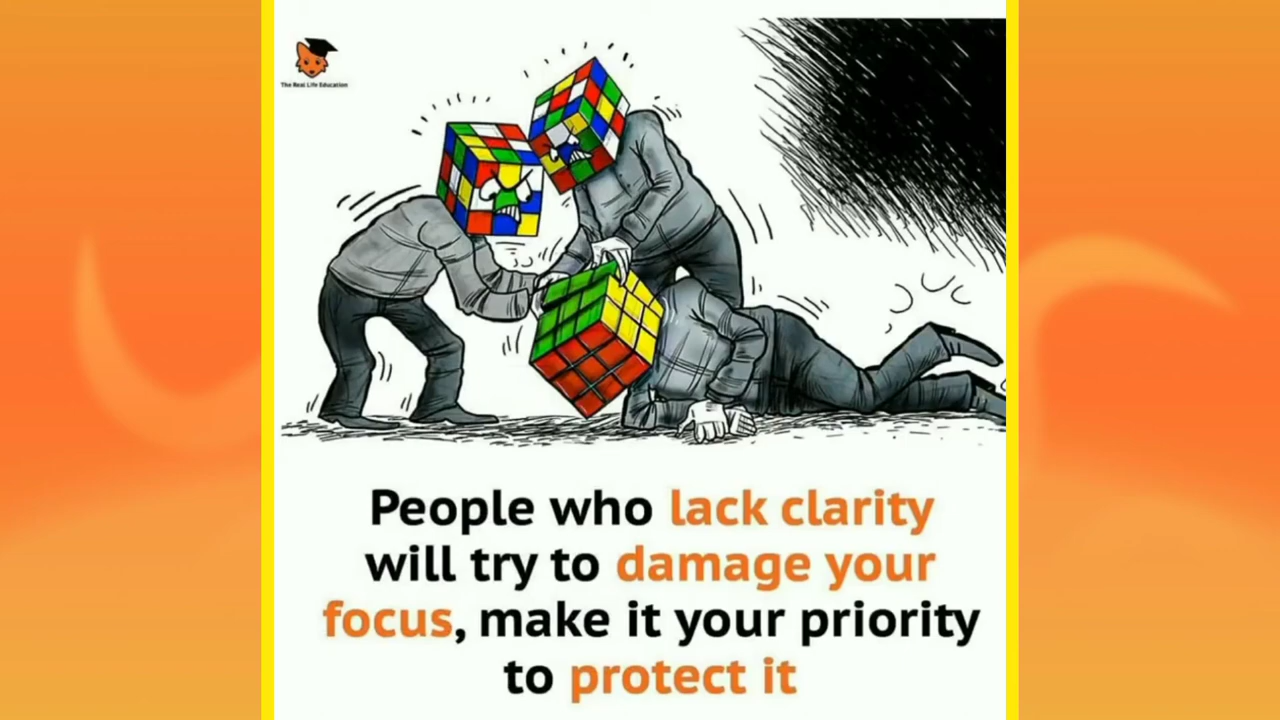 The Real Life Education
People who lack clarity
will try to damage your
focus, make it your priority
to protect it